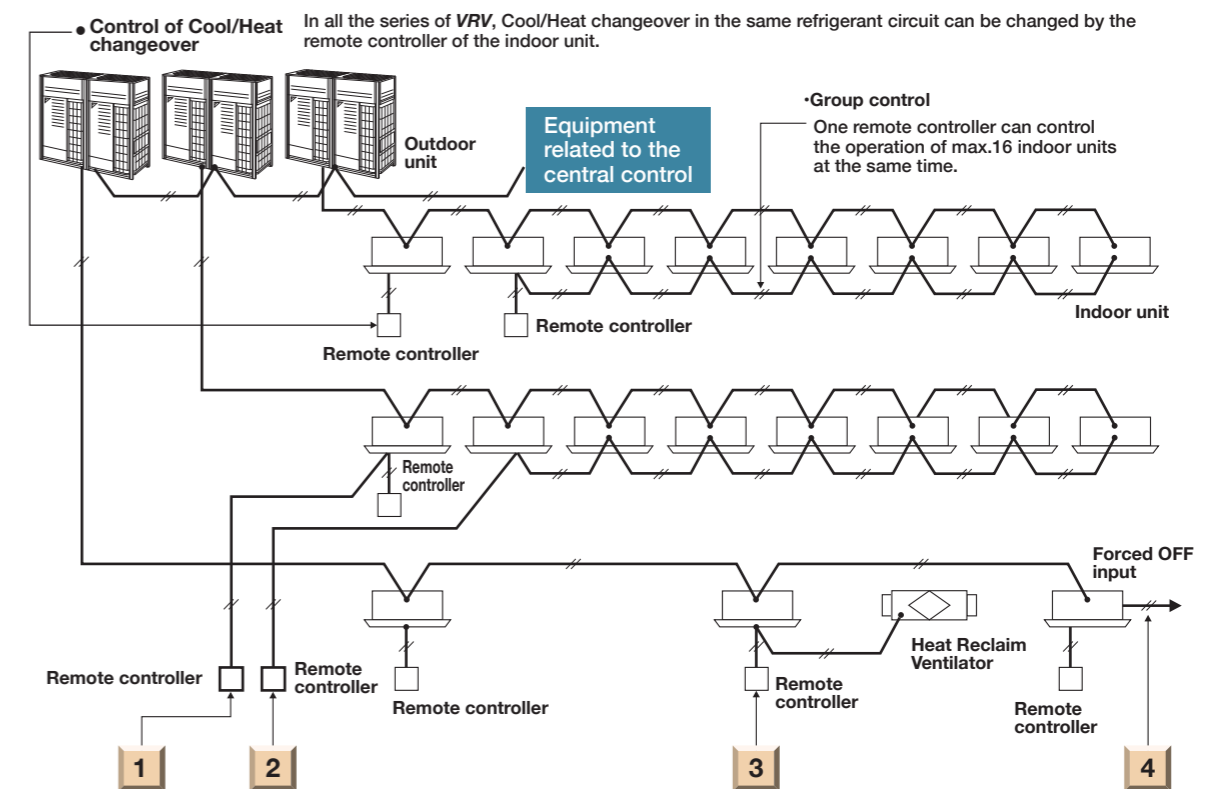 • Control of Cool/Heat
changeover
In all the series of VRV, Cool/Heat changeover in the same refrigerant circuit can be changed by the
remote controller of the indoor unit.
Outdoor
unit
Equipment
related to the
central control
·Group control
One remote controller can control
the operation of max.16 indoor units
at the same time.
Indoor unit
Remote controller
Remote controller
Remote
controller
Forced OFF
input
Heat Reclaim
Ventilator
Remote controller
Remote
controller
Remote controller
Remote
controller
Remote
controller
1
2
3
4